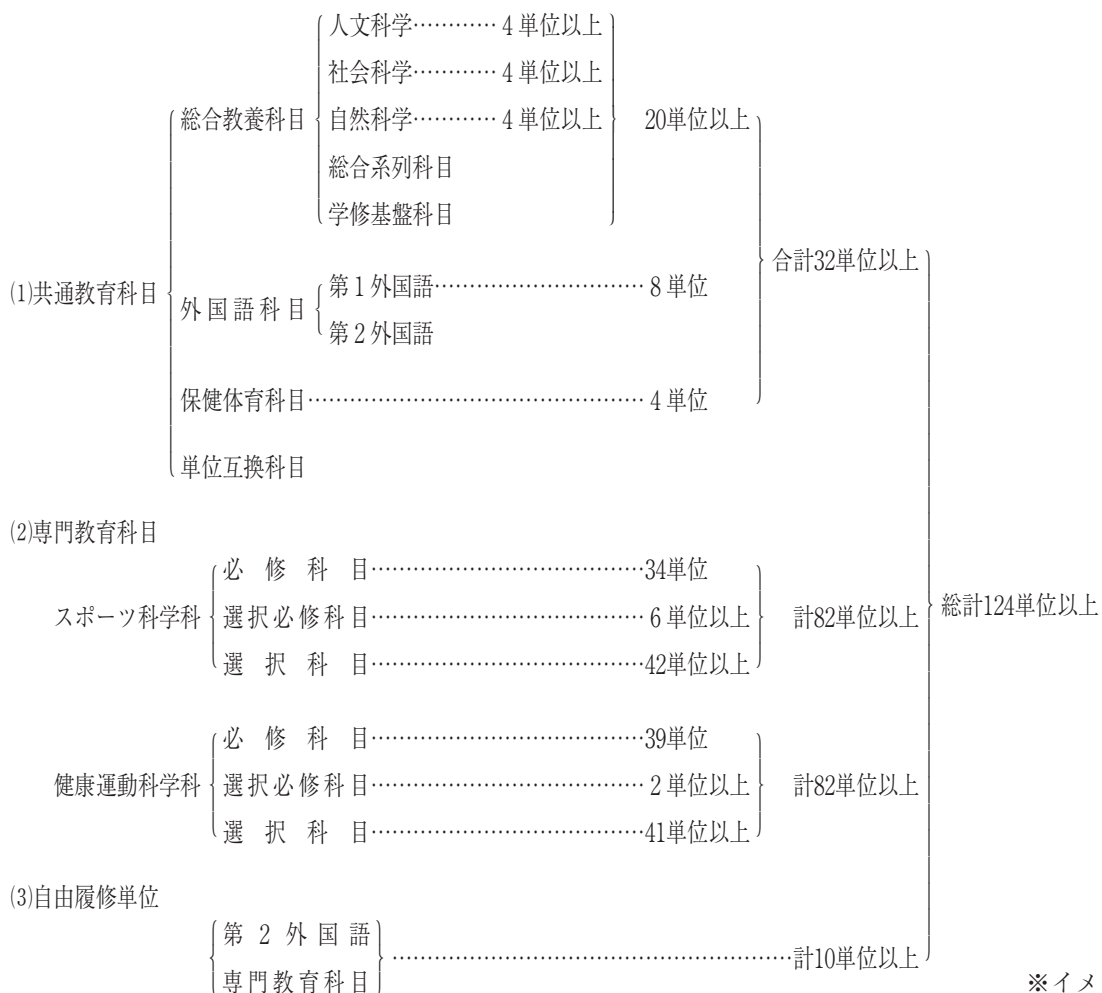 人文科学…………4単位以上
社会科学…………4単位以上
総合教養科目 自然科学…………4単位以上 20単位以上
総合系列科目
学修基盤科目
合計32単位以上
(1)共通教育科目
外国語科目 第1外国語…………………………8単位
第2外国語
保健体育科目…………………………………………4単位
単位互換科目
(2)専門教育科目
必修科目…………………………………34単位
スポーツ科学科 選択必修科目…………………………………6単位以上 計82単位以上 総計124単位以上
選択科目…………………………………42単位以上
必修科目…………………………………39単位
健康運動科学科 選択必修科目…………………………………2単位以上 計82単位以上
選択科目…………………………………41単位以上
(3)自由履修単位
第2外国語
…………………………………………………計10単位以上
専門教育科目
※イメ